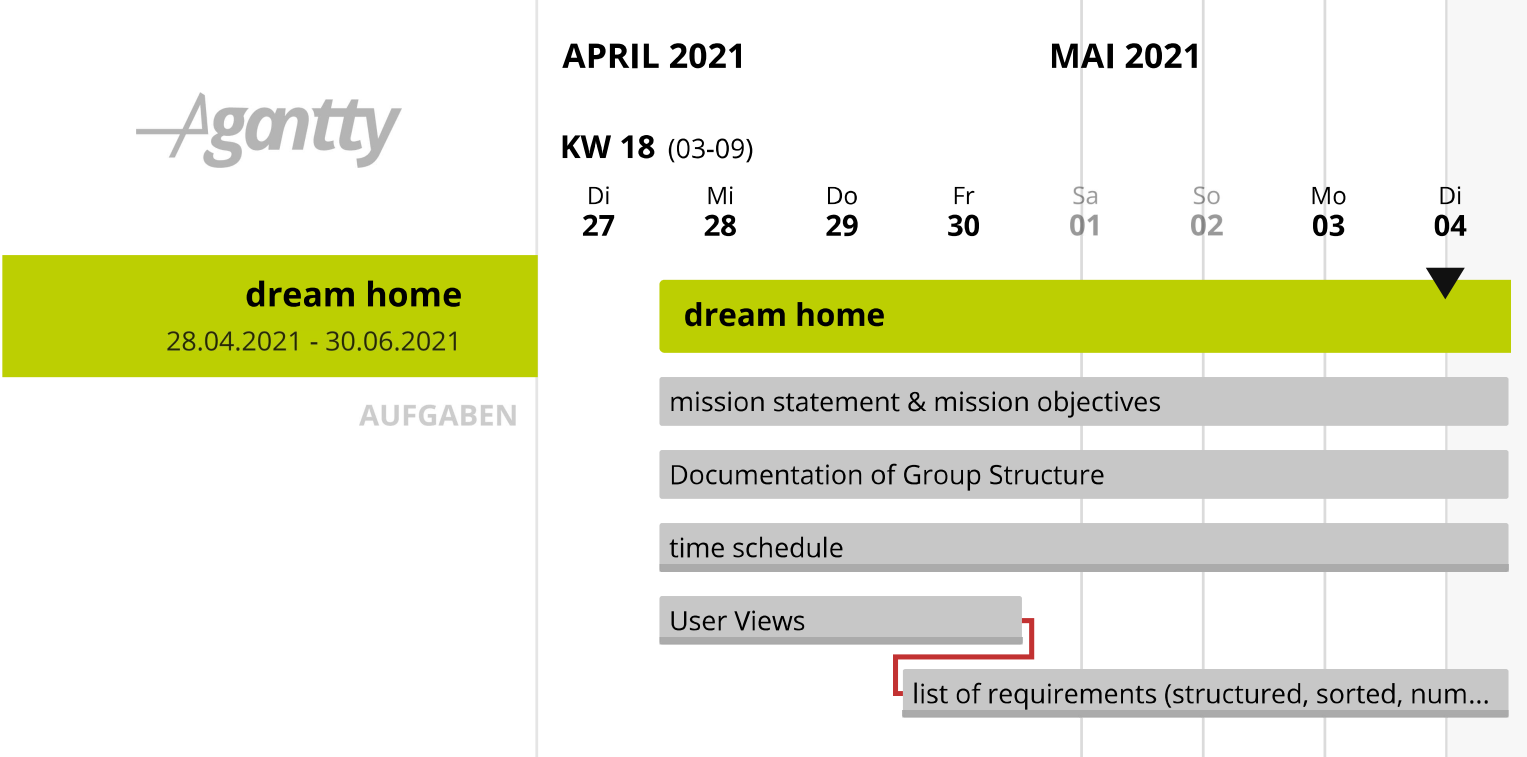 Agantty
APRIL 2021 MAI 2021
KW 18 (03-09)
Di Mi Do Fr Sa So Mo Di
27 28 29 30 01 02 03 04
dream home
28.04.2021 - 30.06.2021
AUFGABEN
dream home
mission statement & mission objectives
Documentation of Group Structure
time schedule
User Views
list of requirements (structured, sorted, num...